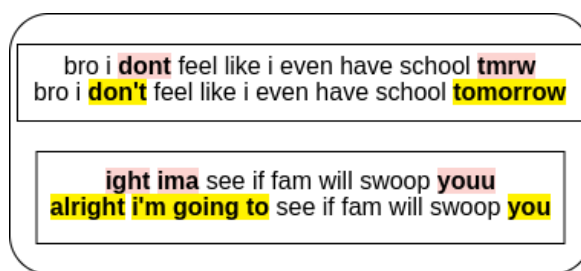 bro i dont feel like i even have school tmrw
bro i don't feel like i even have school tomorrow
ight ima see if fam will swoop youu
alright i'm going to see if fam will swoop you